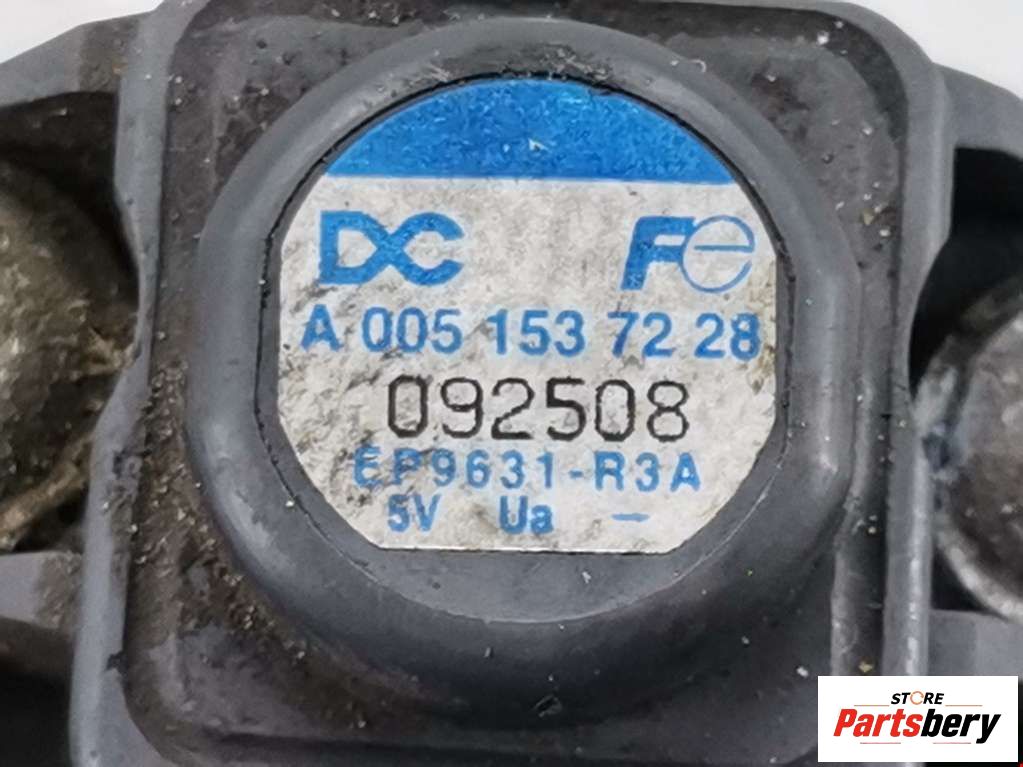 DC Fe
A 005 153 72 28
092508
EP9631-R3A
5V Ua −
STORE
Partsbery